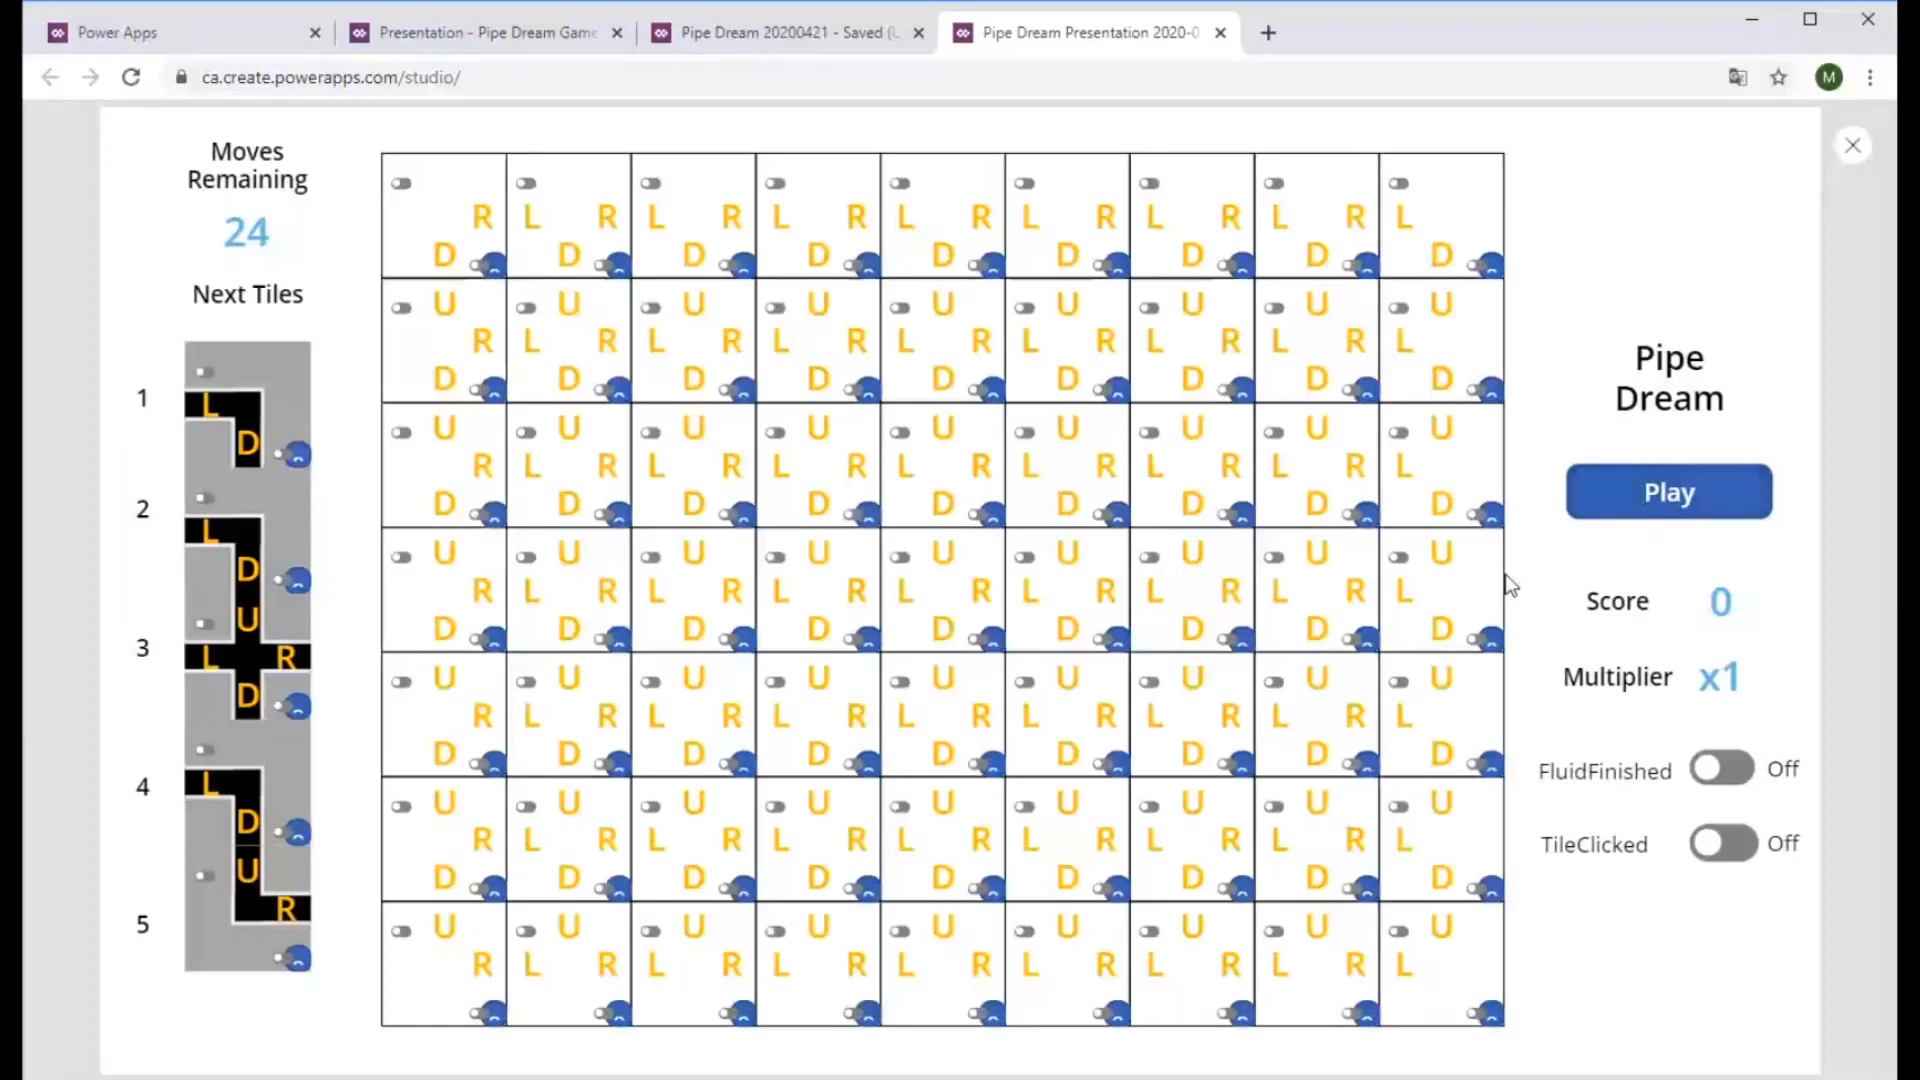 Power Apps
Presentation - Pipe Dream Game
Pipe Dream 20200421 - Saved (U
Pipe Dream Presentation 2020-0
ca.create.powerapps.com/studio/
M
Moves
Remaining
24
Next Tiles
1
L
D
2
L
D
3
U
L R
D
4
L
D
5
U
R
R L R L R L R L R L R L R L R L
D D D D D D D D D
U U U U U U U U U
R L R L R L R L R L R L R L R L
D D D D D D D D D
U U U U U U U U U
R L R L R L R L R L R L R L R L
D D D D D D D D D
U U U U U U U U U
R L R L R L R L R L R L R L R L
D D D D D D D D D
U U U U U U U U U
R L R L R L R L R L R L R L R L
D D D D D D D D D
U U U U U U U U U
R L R L R L R L R L R L R L R L
D D D D D D D D D
U U U U U U U U U
R L R L R L R L R L R L R L R L
Pipe
Dream
Play
Score 0
Multiplier x1
FluidFinished Off
TileClicked Off